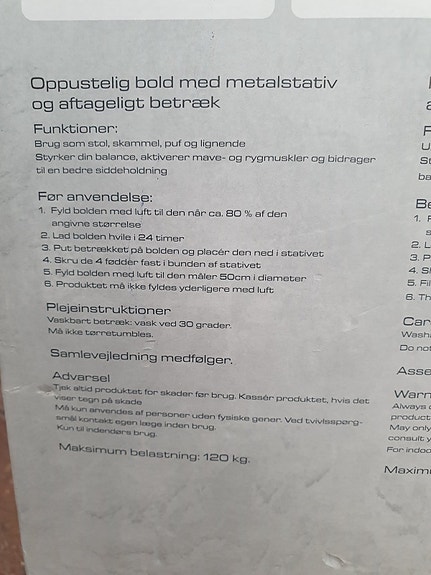 Oppustelig bold med metalstativ
og aftageligt betræk
Funktioner:
Brug som stol, skammel, puf og lignende
Styrker din balance, aktiverer mave- og rygmuskler og bidrager
til en bedre siddeholdning
Før anvendelse:
1. Fyld bolden med luft til den når ca. 80 % af den
angivne størrelse
2. Lad bolden hvile i 24 timer
3. Put betrækket på bolden og placér den ned i stativet
4. Skru de 4 fødder fast i bunden af stativet
5. Fyld bolden med luft til den måler 50cm i diameter
6. Produktet må ikke fyldes yderligere med luft
Plejeinstruktioner
Vaskbart betræk: vask ved 30 grader.
Må ikke tørretumbles.
Samlevejledning medfølger.
Advarsel
Tjek altid produktet for skader før brug. Kassér produktet, hvis det
viser tegn på skade
Må kun anvendes af personer uden fysiske gener. Ved tvivlsspørg-
smål kontakt egen læge inden brug.
Kun til indendørs brug.
Maksimum belastning: 120 kg.
F
U
St
ba
Be
1. F
s
2. L
3. P
4. S
5. Fil
6. Th
Car
Wash
Do not
Asse
Warn
Always
product
May only
consult y
For indoo
Maximu